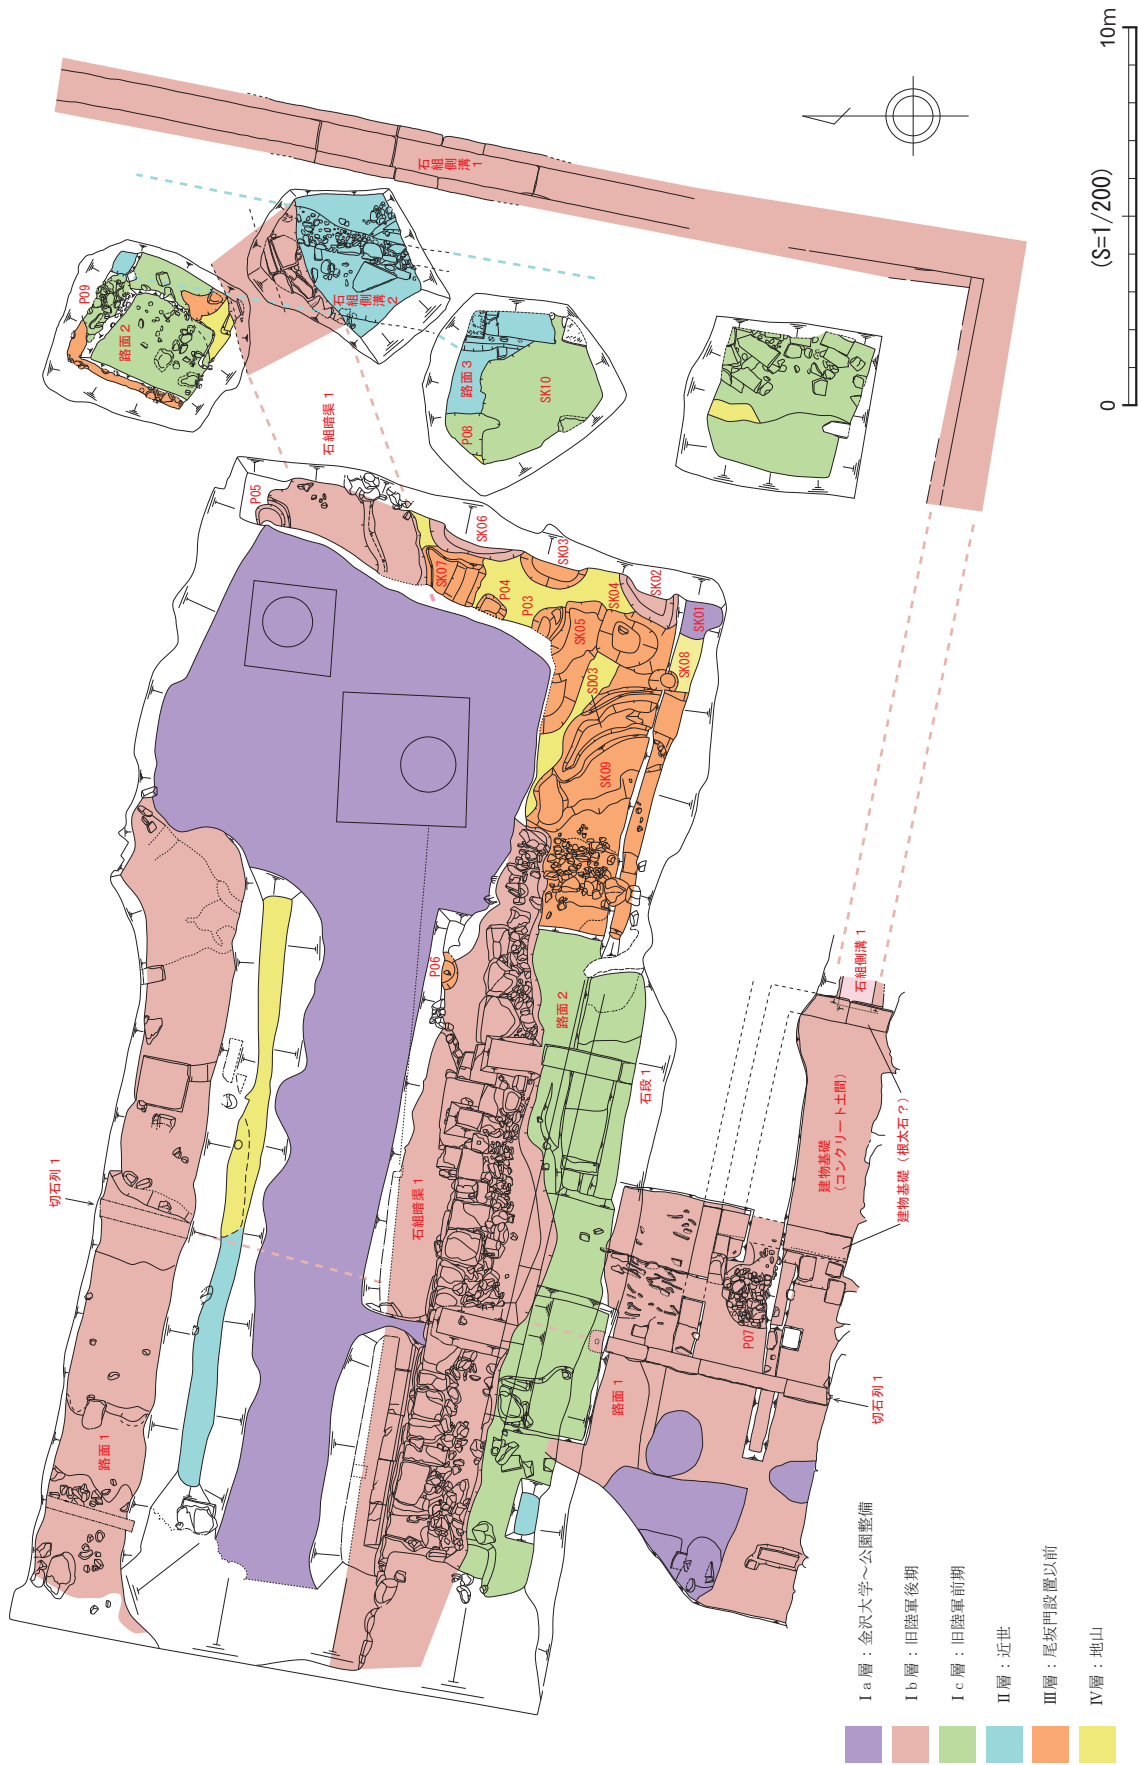 10m
(S=1/200)
0
石組側溝1
P09
路面2
石組側溝2
石組暗渠1
路面3
P08
SK10
P05
SK06
SK07
SK03
P04
P03
SK04
SK02
SK05
SK01
SD03
SK08
SK09
P06
路面2
石段1
石組側溝1
切石列1
石組暗渠1
建物基礎
(コンクリート土間)
建物基礎(根太石?)
P07
路面1
路面1
切石列1
Ⅰa層:金沢大学~公園整備
Ⅰb層:旧陸軍後期
Ⅰc層:旧陸軍前期
Ⅱ層:近世
Ⅲ層:尾坂門設置以前
Ⅳ層:地山